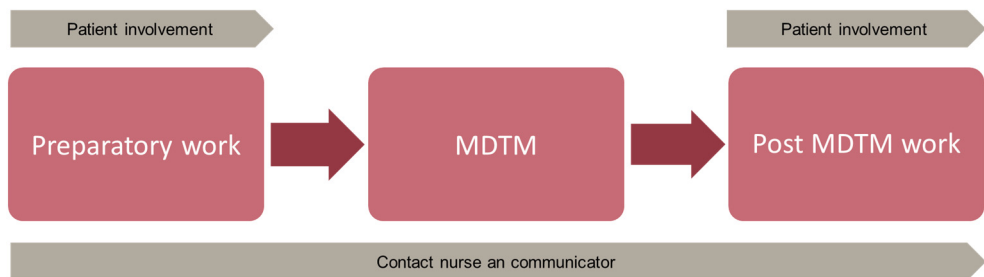 Patient involvement
Patient involvement
Preparatory work
MDTM
Post MDTM work
Contact nurse an communicator